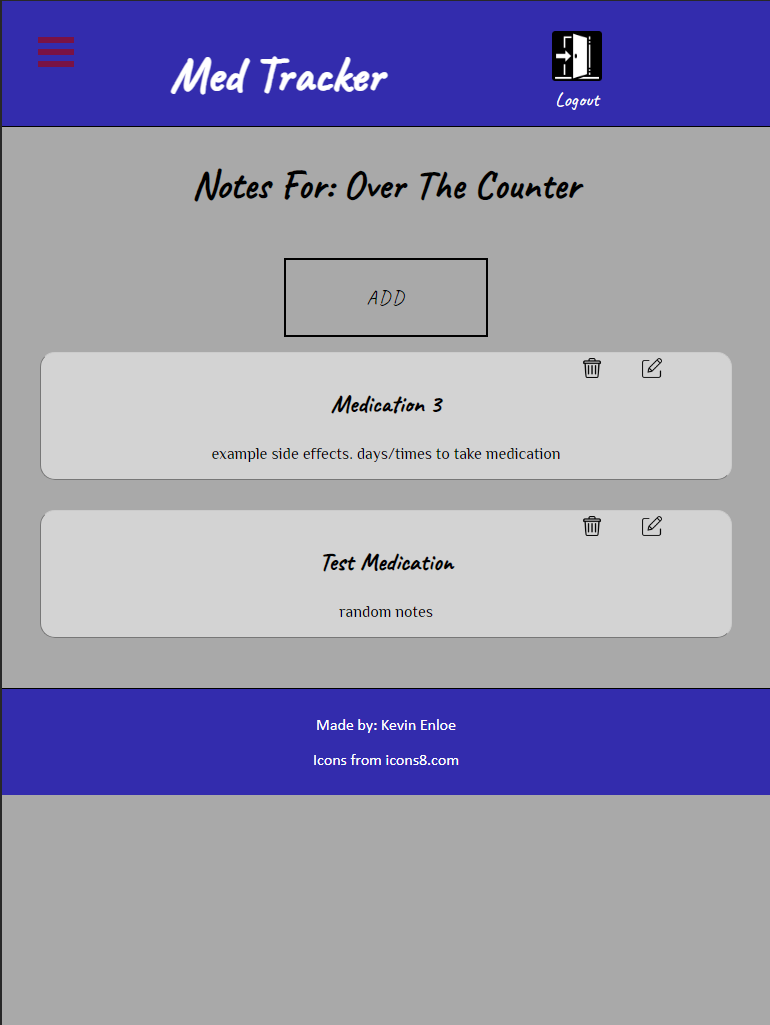 Med Tracker
Logout
Notes For: Over The Counter
ADD
Medication 3
example side effects. days/times to take medication
Test Medication
random notes
Made by: Kevin Enloe
Icons from icons8.com